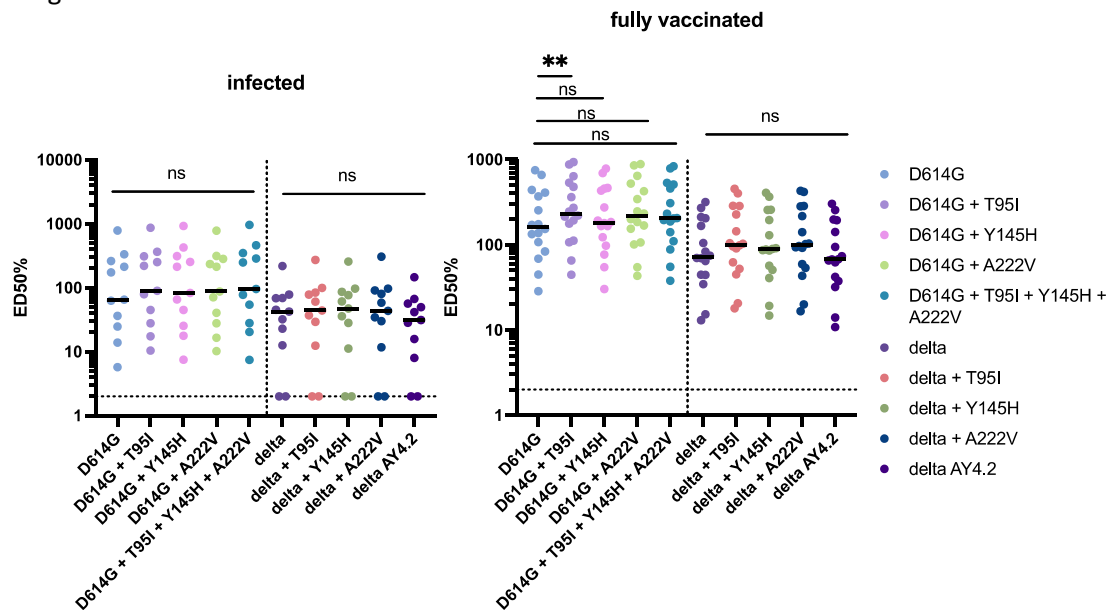 fully vaccinated
infected
**
ns
ns
ns
ns
ns
ns
ns
ED50%
10000
1000
100
10
1
D614G
D614G + T95I
D614G + Y145H
D614G + A222V
D614G + T95I + Y145H + A222V
delta
delta + T95I
delta + Y145H
delta + A222V
delta AY4.2
ED50%
1000
100
10
1
D614G
D614G + T95I
D614G + Y145H
D614G + A222V
D614G + T95I + Y145H + A222V
delta
delta + T95I
delta + Y145H
delta + A222V
delta AY4.2
D614G
D614G + T95I
D614G + Y145H
D614G + A222V
D614G + T95I + Y145H +
A222V
delta
delta + T95I
delta + Y145H
delta + A222V
delta AY4.2